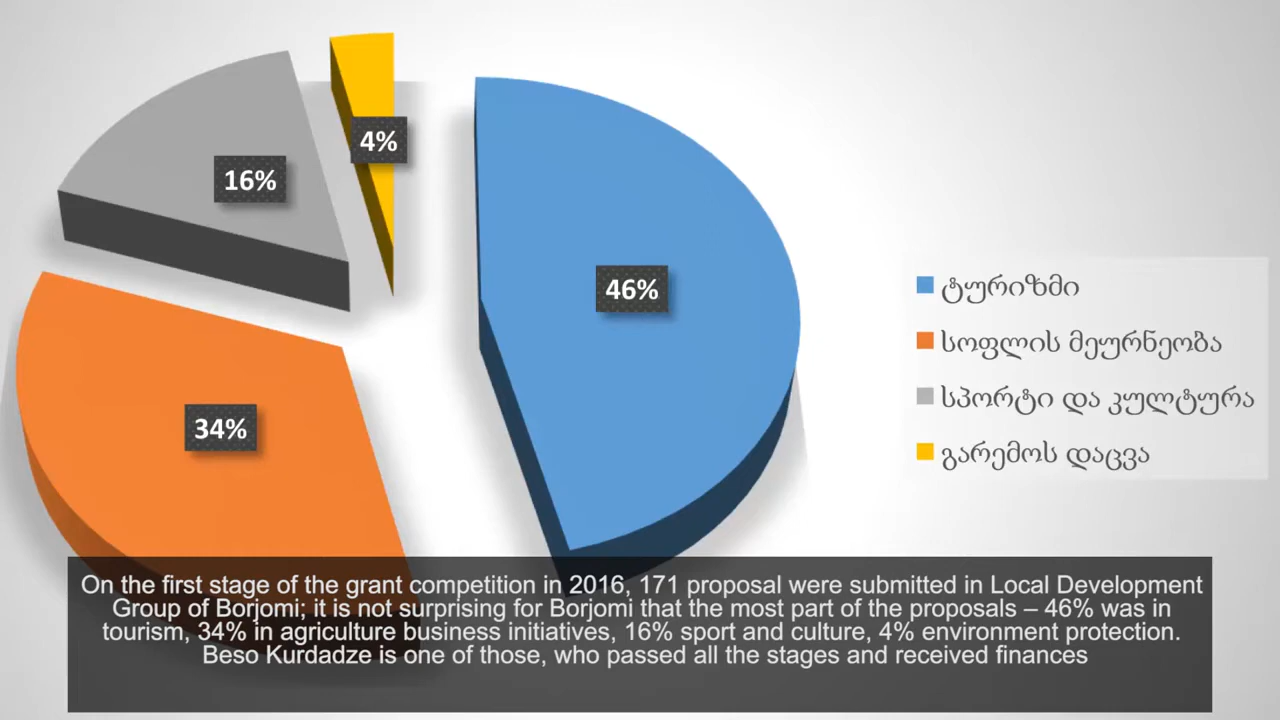 4%
16%
46%
34%
ტურიზმი
სოფლის მეურნეობა
სპორტი და კულტურა
გარემოს დაცვა
On the first stage of the grant competition in 2016, 171 proposal were submitted in Local Development
Group of Borjomi; it is not surprising for Borjomi that the most part of the proposals – 46% was in
tourism, 34% in agriculture business initiatives, 16% sport and culture, 4% environment protection.
Beso Kurdadze is one of those, who passed all the stages and received finances